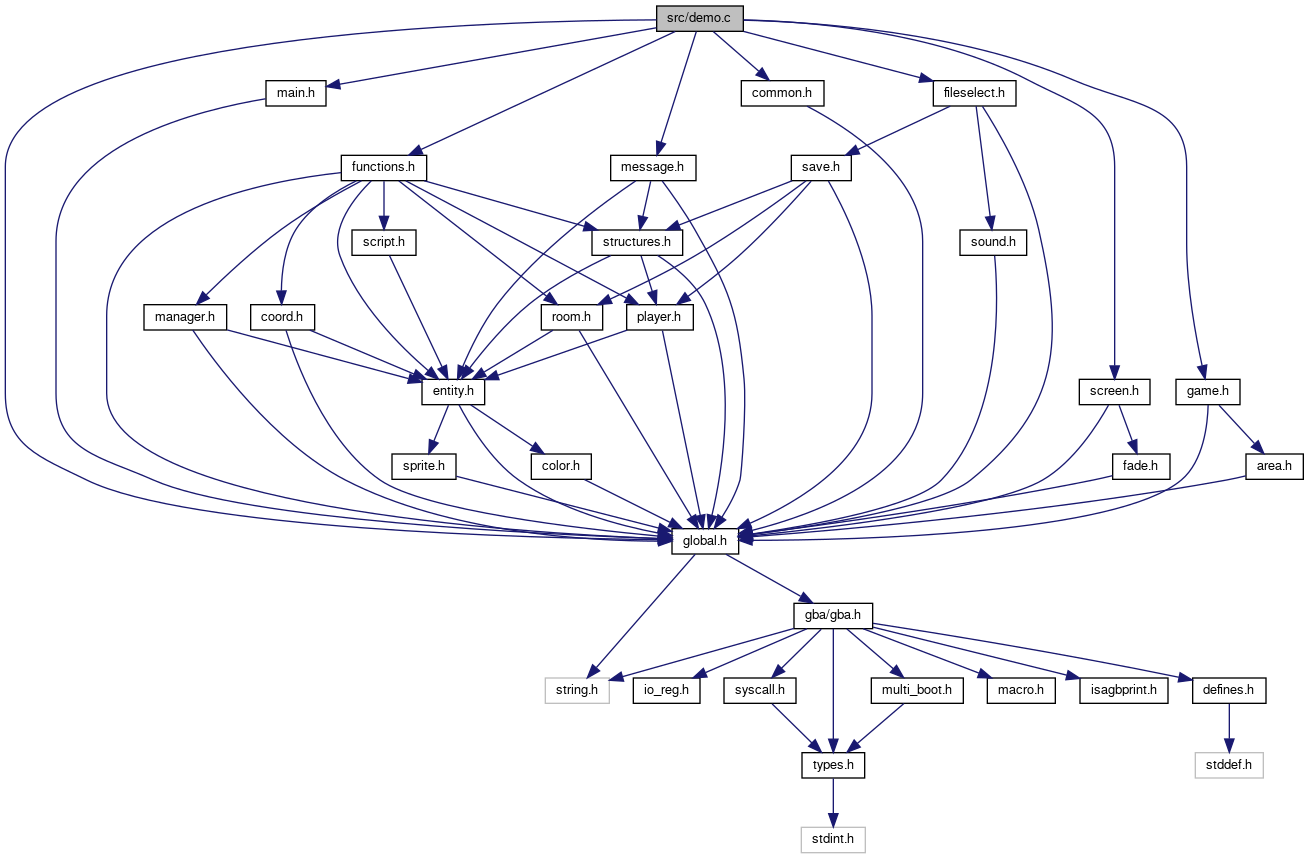 src/demo.c
main.h
common.h
fileselect.h
functions.h
message.h
save.h
script.h
structures.h
sound.h
manager.h
coord.h
room.h
player.h
entity.h
screen.h
game.h
sprite.h
color.h
fade.h
area.h
global.h
gba/gba.h
string.h
io_reg.h
syscall.h
multi_boot.h
macro.h
isagbprint.h
defines.h
types.h
stddef.h
stdint.h